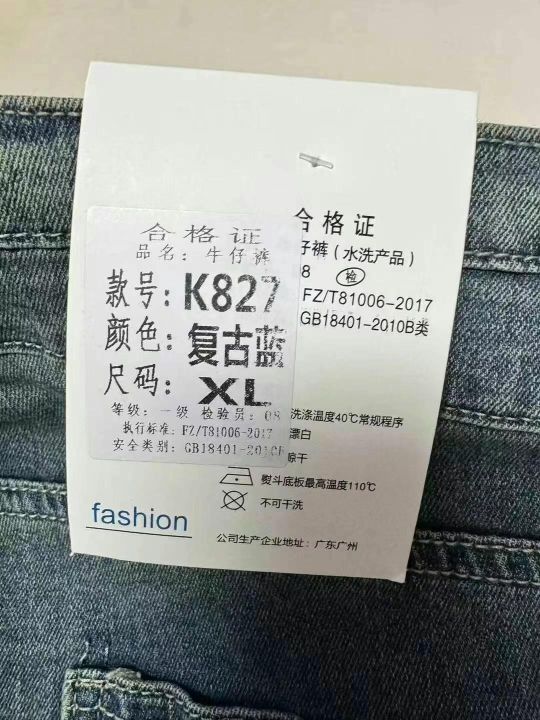 合格证
品名：牛仔裤
款号：K827
颜色：复古蓝
尺码：XL
等级：一级 检验员：08
执行标准：FZ/T81006-2017
安全类别：GB18401-2010
合格证
仔裤（水洗产品）
8 检
FZ/T81006-2017
GB18401-2010B类
洗涤温度40℃常规程序
漂白
晾干
熨斗底板最高温度110℃
不可干洗
fashion
公司生产企业地址：广东广州